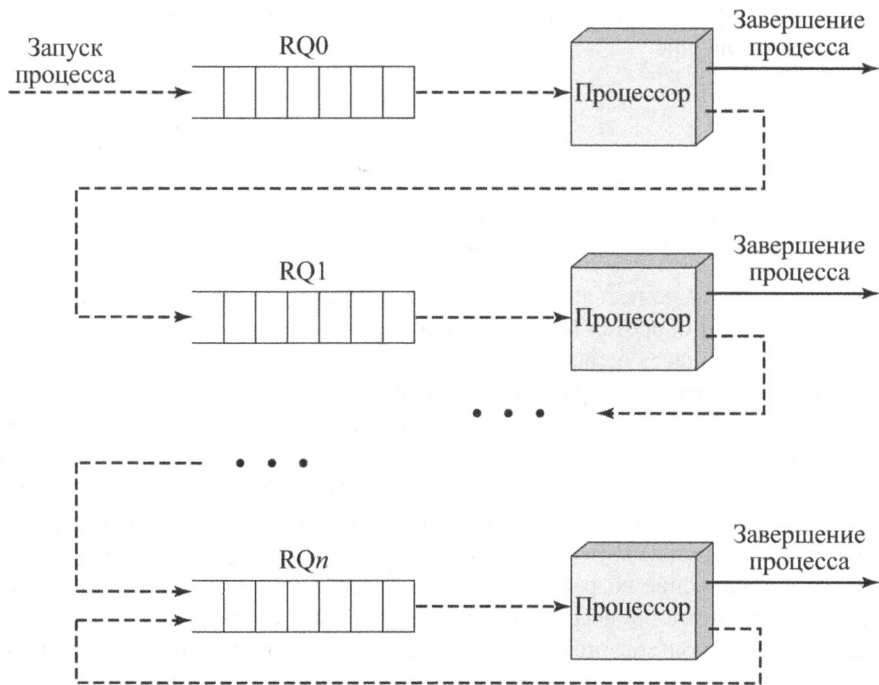 Запуск
процесса
RQ0
Процессор
Завершение
процесса
RQ1
Процессор
Завершение
процесса
RQn
Процессор
Завершение
процесса